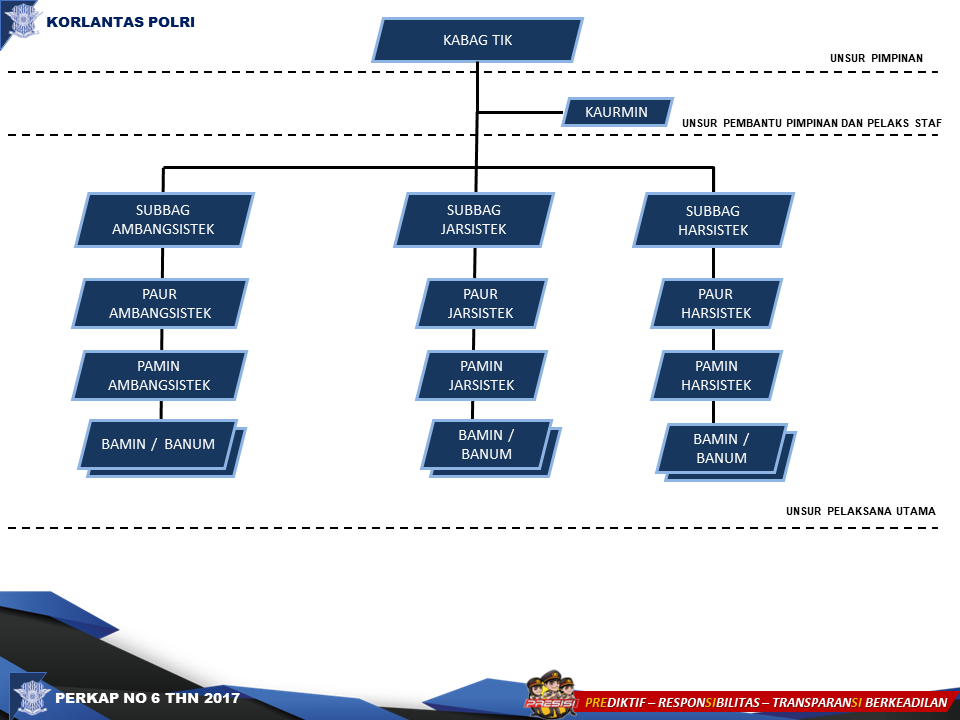 KORLANTAS POLRI
KABAG TIK
UNSUR PIMPINAN
KAURMIN
UNSUR PEMBANTU PIMPINAN DAN PELAKS STAF
SUBBAG
AMBANGSISTEK
SUBBAG
JARSISTEK
SUBBAG
HARSISTEK
PAUR
AMBANGSISTEK
PAUR
JARSISTEK
PAUR
HARSISTEK
PAMIN
AMBANGSISTEK
PAMIN
JARSISTEK
PAMIN
HARSISTEK
BAMIN / BANUM
BAMIN /
BANUM
BAMIN /
BANUM
UNSUR PELAKSANA UTAMA
PERKAP NO 6 THN 2017
PRESISI
PREDIKTIF – RESPONSIBILITAS – TRANSPARANSI BERKEADILAN